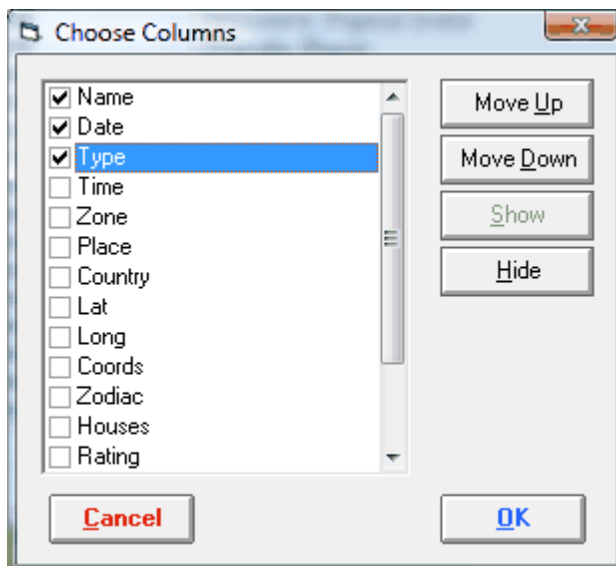 Choose Columns
Name
Date
Type
Time
Zone
Place
Country
Lat
Long
Coords
Zodiac
Houses
Rating
Move Up
Move Down
Show
Hide
Cancel
OK